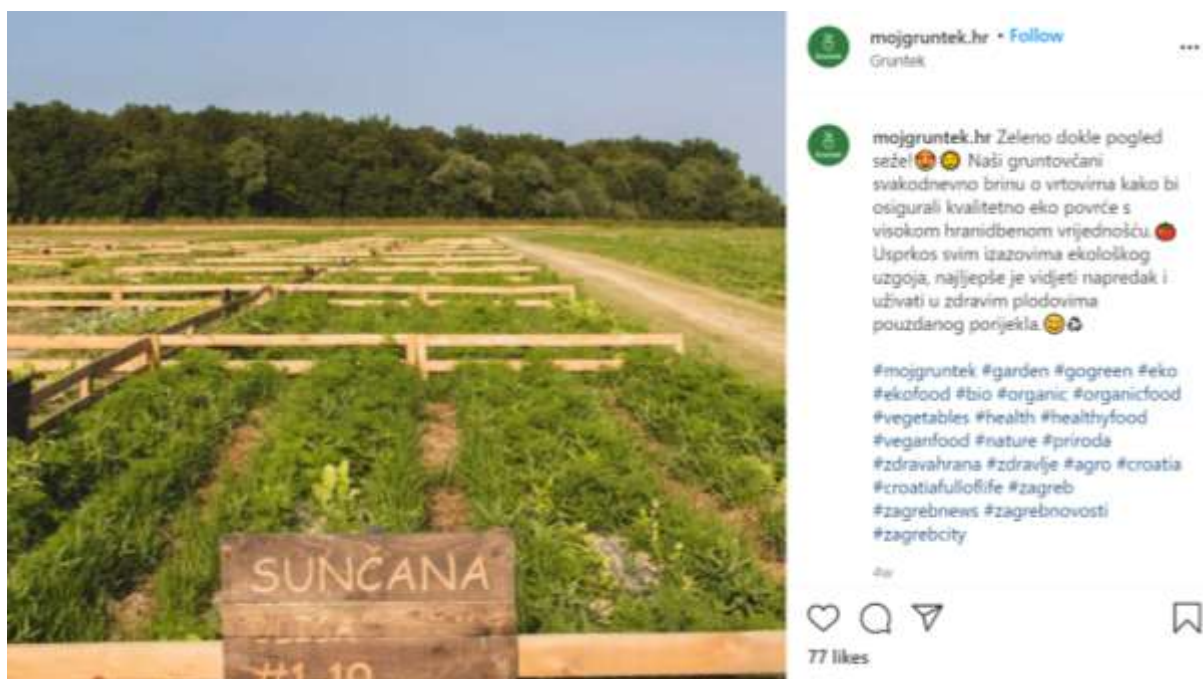 mojgruntek.hr • Follow
Gruntek
mojgruntek.hr Zeleno dokle pogled
seže!🥰😊 Naši gruntovčani
svakodnevno brinu o vrtovima kako bi
osigurali kvalitetno eko povrće s
visokom hranidbenom vrijednošću.🍅
Usprkos svim izazovima ekološkog
uzgoja, najljepše je vidjeti napredak i
uživati u zdravim plodovima
pouzdanog porijekla.😊♻
#mojgruntek #garden #gogreen #eko
#ekofood #bio #organic #organicfood
#vegetables #health #healthyfood
#veganfood #nature #priroda
#zdravahrana #zdravlje #agro #croatia
#croatiafulloflife #zagreb
#zagrebnews #zagrebnovosti
#zagrebcity
4w
77 likes
SUNČANA
#1-10